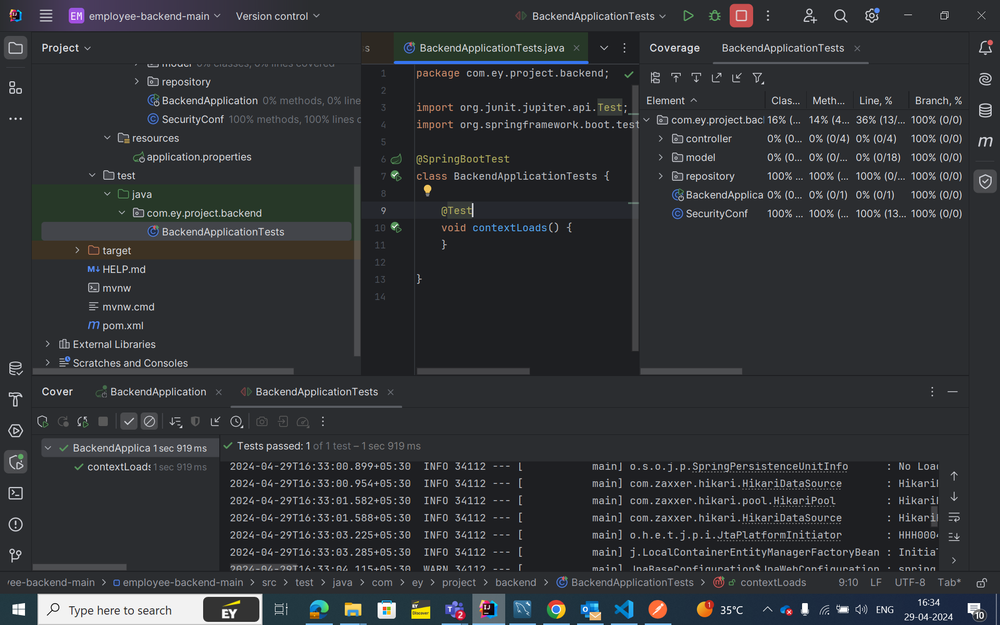 EM employee-backend-main Version control BackendApplicationTests
Project
model 0% classes, 0% lines covered
repository
BackendApplication 0% methods, 0% line
SecurityConf 100% methods, 100% lines c
resources
application.properties
test
java
com.ey.project.backend
BackendApplicationTests
target
M↓ HELP.md
mvnw
mvnw.cmd
m pom.xml
External Libraries
Scratches and Consoles
s BackendApplicationTests.java
1 package com.ey.project.backend;
2
3 import org.junit.jupiter.api.Test;
4 import org.springframework.boot.test
5
6 @SpringBootTest
7 class BackendApplicationTests {
8
9 @Test
10 void contextLoads() {
11 }
12
13 }
14
Coverage BackendApplicationTests
Element Clas... Meth... Line, % Branch, %
com.ey.project.bac 16% (... 14% (4... 36% (13/... 100% (0/0)
controller 0% (0... 0% (0/4) 0% (0/4) 100% (0/0)
model 0% (0... 0% (0/... 0% (0/18) 100% (0/0)
repository 100% ... 100% (... 100% (0/... 100% (0/0)
BackendApplica 0% (0... 0% (0/1) 0% (0/1) 100% (0/0)
SecurityConf 100% ... 100% (... 100% (13... 100% (0/0)
m
Cover BackendApplication BackendApplicationTests
BackendApplica 1 sec 919 ms
contextLoads 1 sec 919 ms
Tests passed: 1 of 1 test – 1 sec 919 ms
2024-04-29T16:33:00.899+05:30 INFO 34112 --- [ main] o.s.o.j.p.SpringPersistenceUnitInfo : No Load
2024-04-29T16:33:00.954+05:30 INFO 34112 --- [ main] com.zaxxer.hikari.HikariDataSource : HikariP
2024-04-29T16:33:01.582+05:30 INFO 34112 --- [ main] com.zaxxer.hikari.pool.HikariPool : HikariP
2024-04-29T16:33:01.588+05:30 INFO 34112 --- [ main] com.zaxxer.hikari.HikariDataSource : HikariP
2024-04-29T16:33:03.225+05:30 INFO 34112 --- [ main] o.h.e.t.j.p.i.JtaPlatformInitiator : HHH0004
2024-04-29T16:33:03.285+05:30 INFO 34112 --- [ main] j.LocalContainerEntityManagerFactoryBean : Initial
2024-04-29T16:33:04.115+05:30 WARN 34112 --- [ main] JpaBaseConfiguration$JpaWebConfiguration : spring
ee-backend-main > employee-backend-main > src > test > java > com > ey > project > backend > BackendApplicationTests > contextLoads 9:10 LF UTF-8 Tab*
Type here to search EY EY Discover 2 1 35°C ENG 16:34
29-04-2024 10